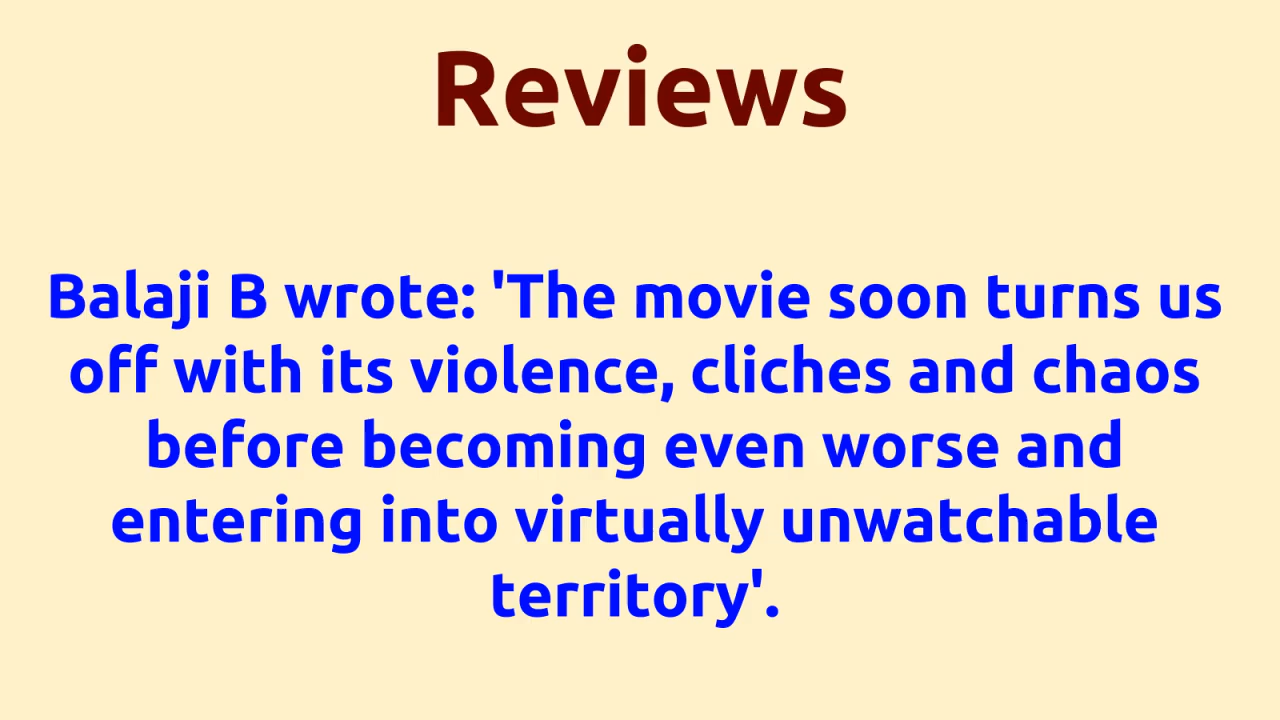 Reviews
Balaji B wrote: 'The movie soon turns us
off with its violence, cliches and chaos
before becoming even worse and
entering into virtually unwatchable
territory'.